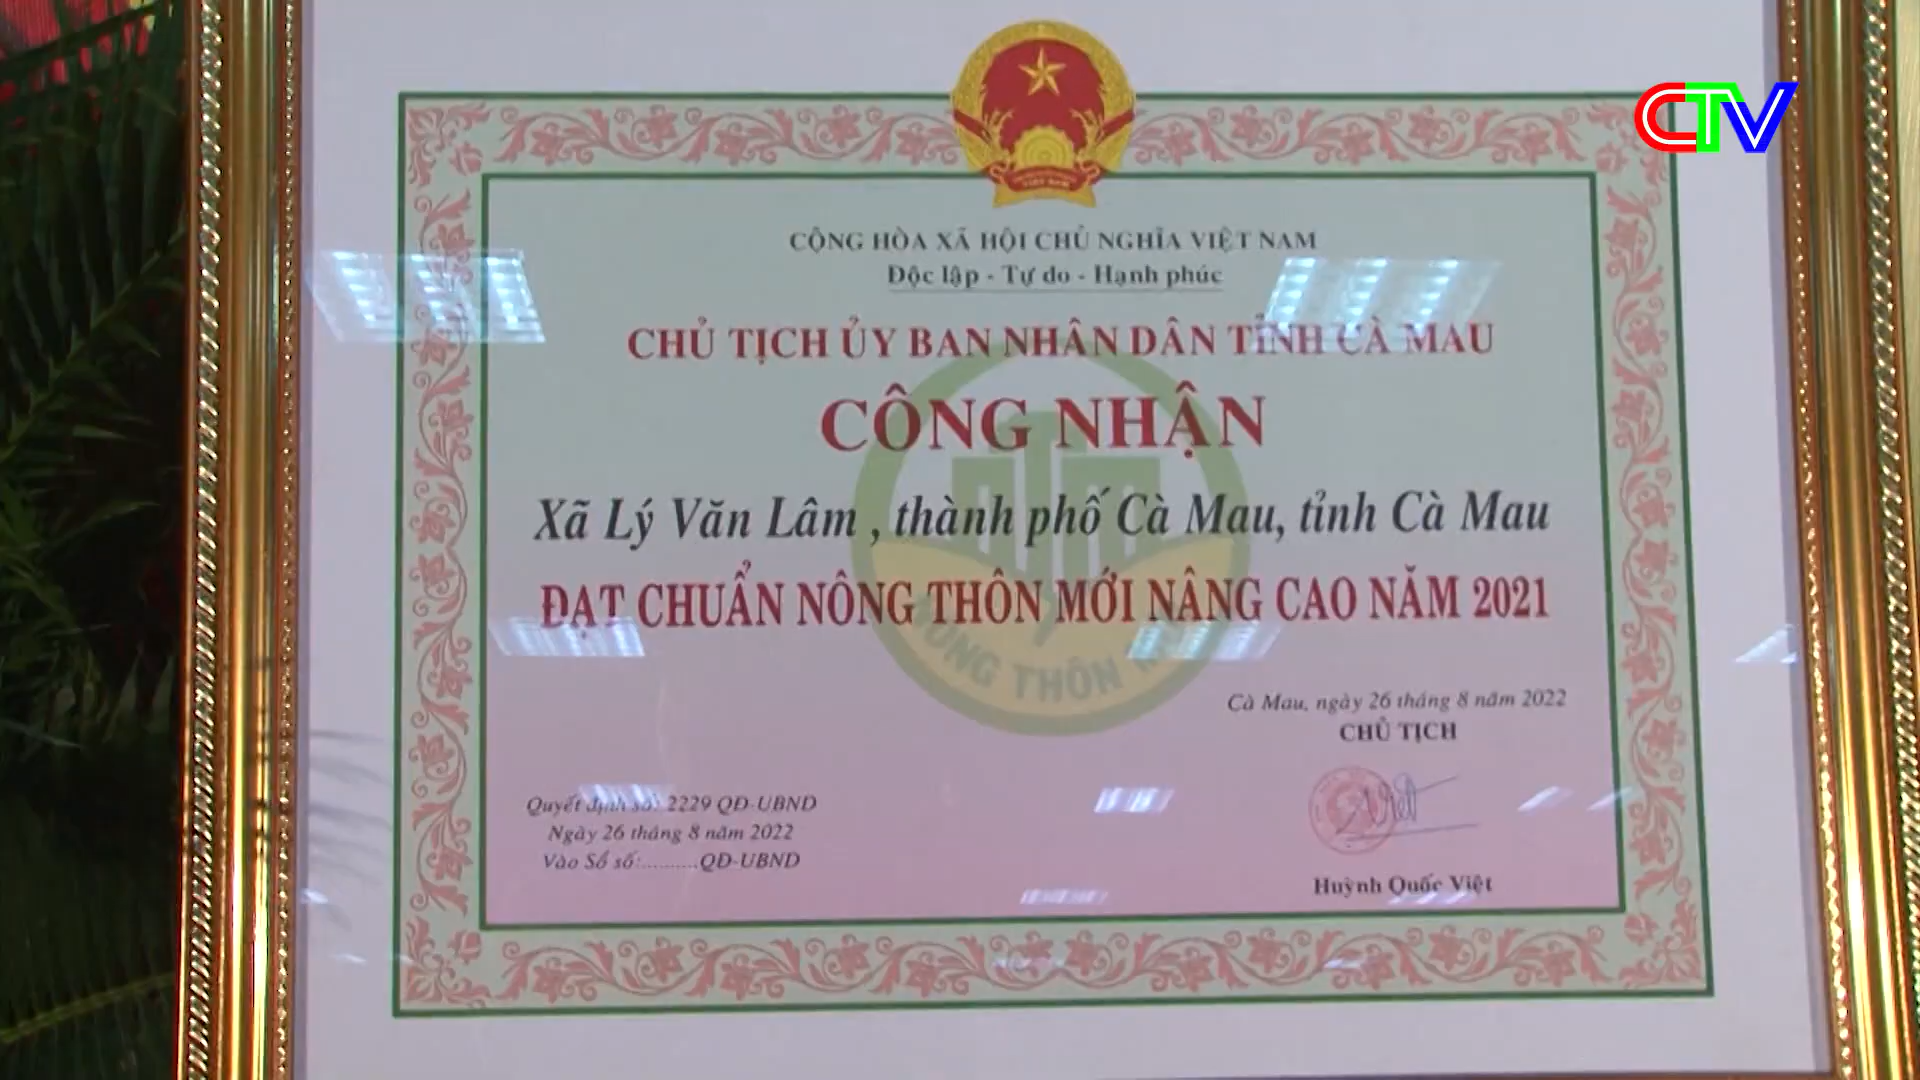 CTV
VIỆT NAM
CỘNG HÒA XÃ HỘI CHỦ NGHĨA VIỆT NAM
Độc lập - Tự do - Hạnh phúc
CHỦ TỊCH ỦY BAN NHÂN DÂN TỈNH CÀ MAU
CÔNG NHẬN
Xã Lý Văn Lâm , thành phố Cà Mau, tỉnh Cà Mau
ĐẠT CHUẨN NÔNG THÔN MỚI NÂNG CAO NĂM 2021
NÔNG THÔN
Cà Mau, ngày 26 tháng 8 năm 2022
CHỦ TỊCH
Quyết định số: 2229 QĐ-UBND
Ngày 26 tháng 8 năm 2022
Vào Sổ số:..........QĐ-UBND
Huỳnh Quốc Việt